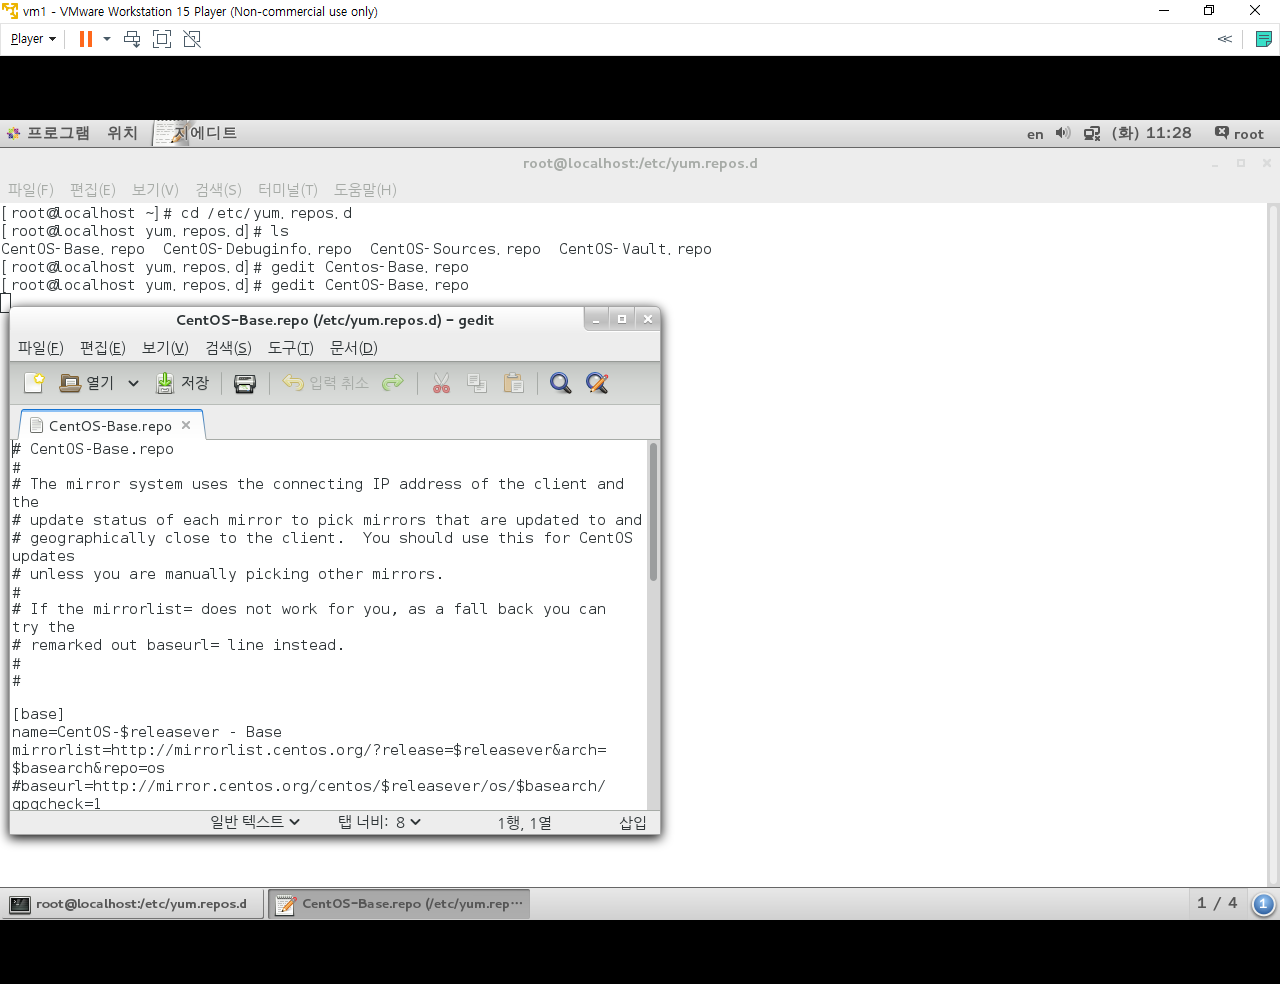 vm1 - VMware Workstation 15 Player (Non-commercial use only)
Player
프로그램 위치 지에디트 en (화) 11:28 root
root@localhost:/etc/yum.repos.d
파일(F) 편집(E) 보기(V) 검색(S) 터미널(T) 도움말(H)
[root@localhost ~]# cd /etc/yum.repos.d
[root@localhost yum.repos.d]# ls
CentOS-Base.repo CentOS-Debuginfo.repo CentOS-Sources.repo CentOS-Vault.repo
[root@localhost yum.repos.d]# gedit Centos-Base.repo
[root@localhost yum.repos.d]# gedit CentOS-Base.repo
CentOS-Base.repo (/etc/yum.repos.d) - gedit
파일(F) 편집(E) 보기(V) 검색(S) 도구(T) 문서(D)
열기 저장 입력 취소
CentOS-Base.repo
# CentOS-Base.repo
#
# The mirror system uses the connecting IP address of the client and
the
# update status of each mirror to pick mirrors that are updated to and
# geographically close to the client.  You should use this for CentOS
updates
# unless you are manually picking other mirrors.
#
# If the mirrorlist= does not work for you, as a fall back you can
try the
# remarked out baseurl= line instead.
#
#
[base]
name=CentOS-$releasever - Base
mirrorlist=http://mirrorlist.centos.org/?release=$releasever&arch=
$basearch&repo=os
#baseurl=http://mirror.centos.org/centos/$releasever/os/$basearch/
gpgcheck=1
일반 텍스트 탭 너비: 8 1행, 1열 삽입
root@localhost:/etc/yum.repos.d CentOS-Base.repo (/etc/yum.rep… 1 / 4 1